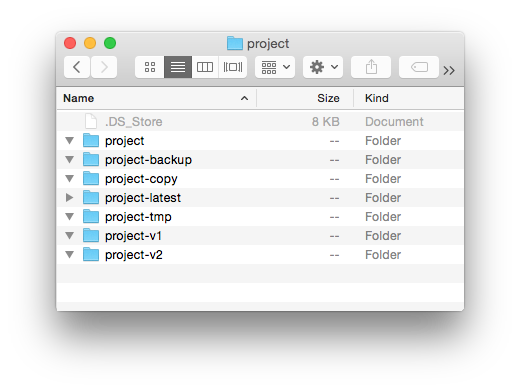 project
Name Size Kind
.DS_Store 8 KB Document
project -- Folder
project-backup -- Folder
project-copy -- Folder
project-latest -- Folder
project-tmp -- Folder
project-v1 -- Folder
project-v2 -- Folder